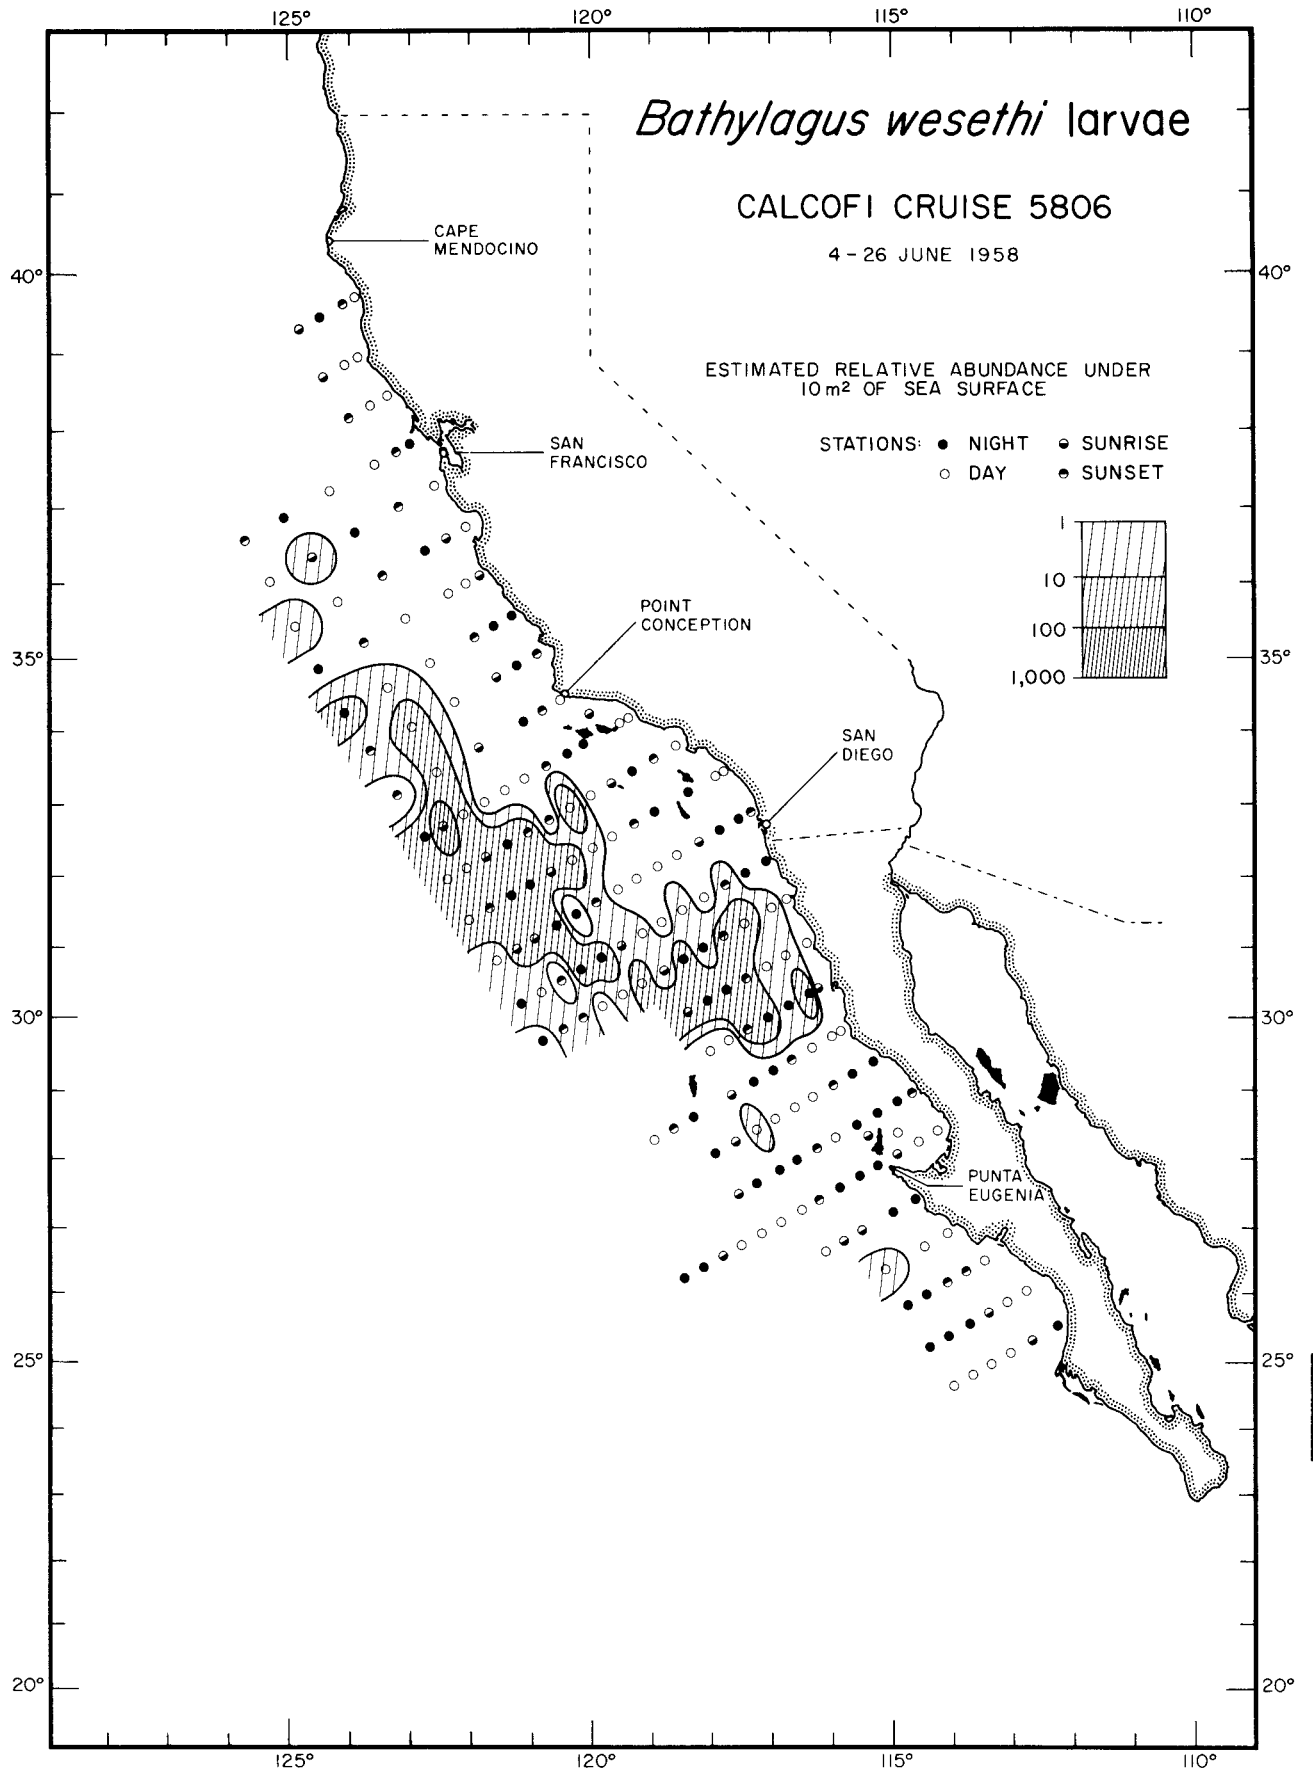 125° 120° 115° 110°
Bathylagus wesethi larvae
CALCOFI CRUISE 5806
4-26 JUNE 1958
CAPE
MENDOCINO
40° 40°
ESTIMATED RELATIVE ABUNDANCE UNDER
10m² OF SEA SURFACE
STATIONS: NIGHT SUNRISE
DAY SUNSET
SAN
FRANCISCO
1
10
100
1,000
POINT
CONCEPTION
35° 35°
SAN
DIEGO
30° 30°
PUNTA
EUGENIA
25° 25°
20° 20°
125° 120° 115° 110°